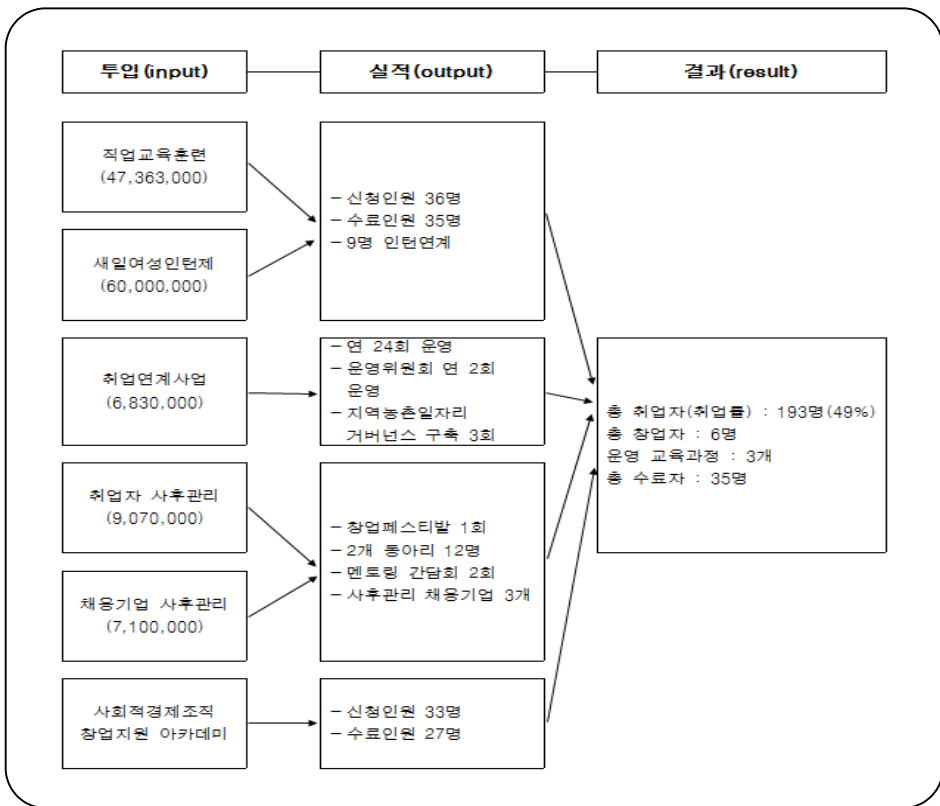 투입(input)
실적(output)
결과(result)
직업교육훈련
(47,363,000)
새일여성인턴제
(60,000,000)
- 신청인원 36명
- 수료인원 35명
- 9명 인턴연계
취업연계사업
(6,830,000)
- 연 24회 운영
- 운영위원회 연 2회
운영
- 지역농촌일자리
거버넌스 구축 3회
취업자 사후관리
(9,070,000)
채용기업 사후관리
(7,100,000)
- 창업페스티발 1회
- 2개 동아리 12명
- 멘토링 간담회 2회
- 사후관리 채용기업 3개
사회적경제조직
창업지원 아카데미
- 신청인원 33명
- 수료인원 27명
총 취업자(취업률) : 193명(49%)
총 창업자 : 6명
운영 교육과정 : 3개
총 수료자 : 35명